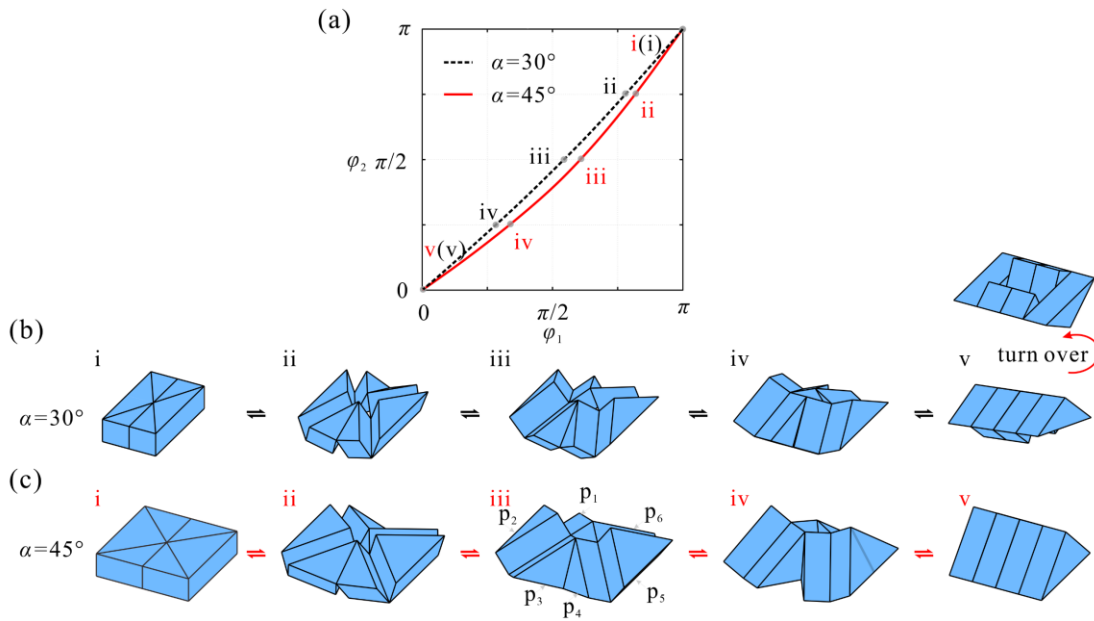 (a)
π
i(i)
α=30°
α=45°
ii
ii
φ₂ π/2
iii
iii
iv
iv
v(v)
0
0 π/2 π
φ₁
(b)
i ii iii iv v turn over
α=30°
⇌ ⇌ ⇌ ⇌
(c)
i ii iii iv v
p₁
p₂ p₆
α=45°
⇌ ⇌ ⇌ ⇌
p₃ p₄ p₅